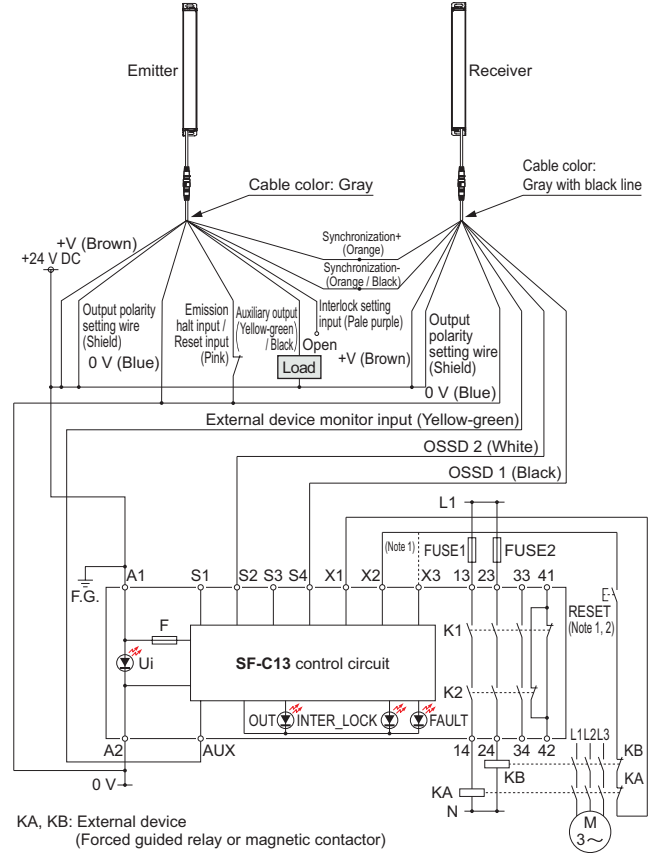 Emitter
Receiver
Cable color: Gray
Cable color:
Gray with black line
+V (Brown)
+24 V DC
Synchronization+
(Orange)
Synchronization-
(Orange / Black)
Output polarity
setting wire
(Shield)
0 V (Blue)
Emission
halt input /
Reset input
(Pink)
Auxiliary output
(Yellow-green
/ Black)
Interlock setting
input (Pale purple)
Open
Load
+V (Brown)
Output
polarity
setting wire
(Shield)
0 V (Blue)
External device monitor input (Yellow-green)
OSSD 2 (White)
OSSD 1 (Black)
L1
(Note 1)
FUSE1
FUSE2
F.G.
A1
S1
S2
S3
S4
X1
X2
X3
13
23
33
41
RESET
(Note 1, 2)
F
Ui
SF-C13 control circuit
K1
K2
OUT
INTER_LOCK
FAULT
A2
AUX
14
24
34
42
L1L2L3
KB
KA
0 V
KB
KA
N
M
3~
KA, KB: External device
(Forced guided relay or magnetic contactor)